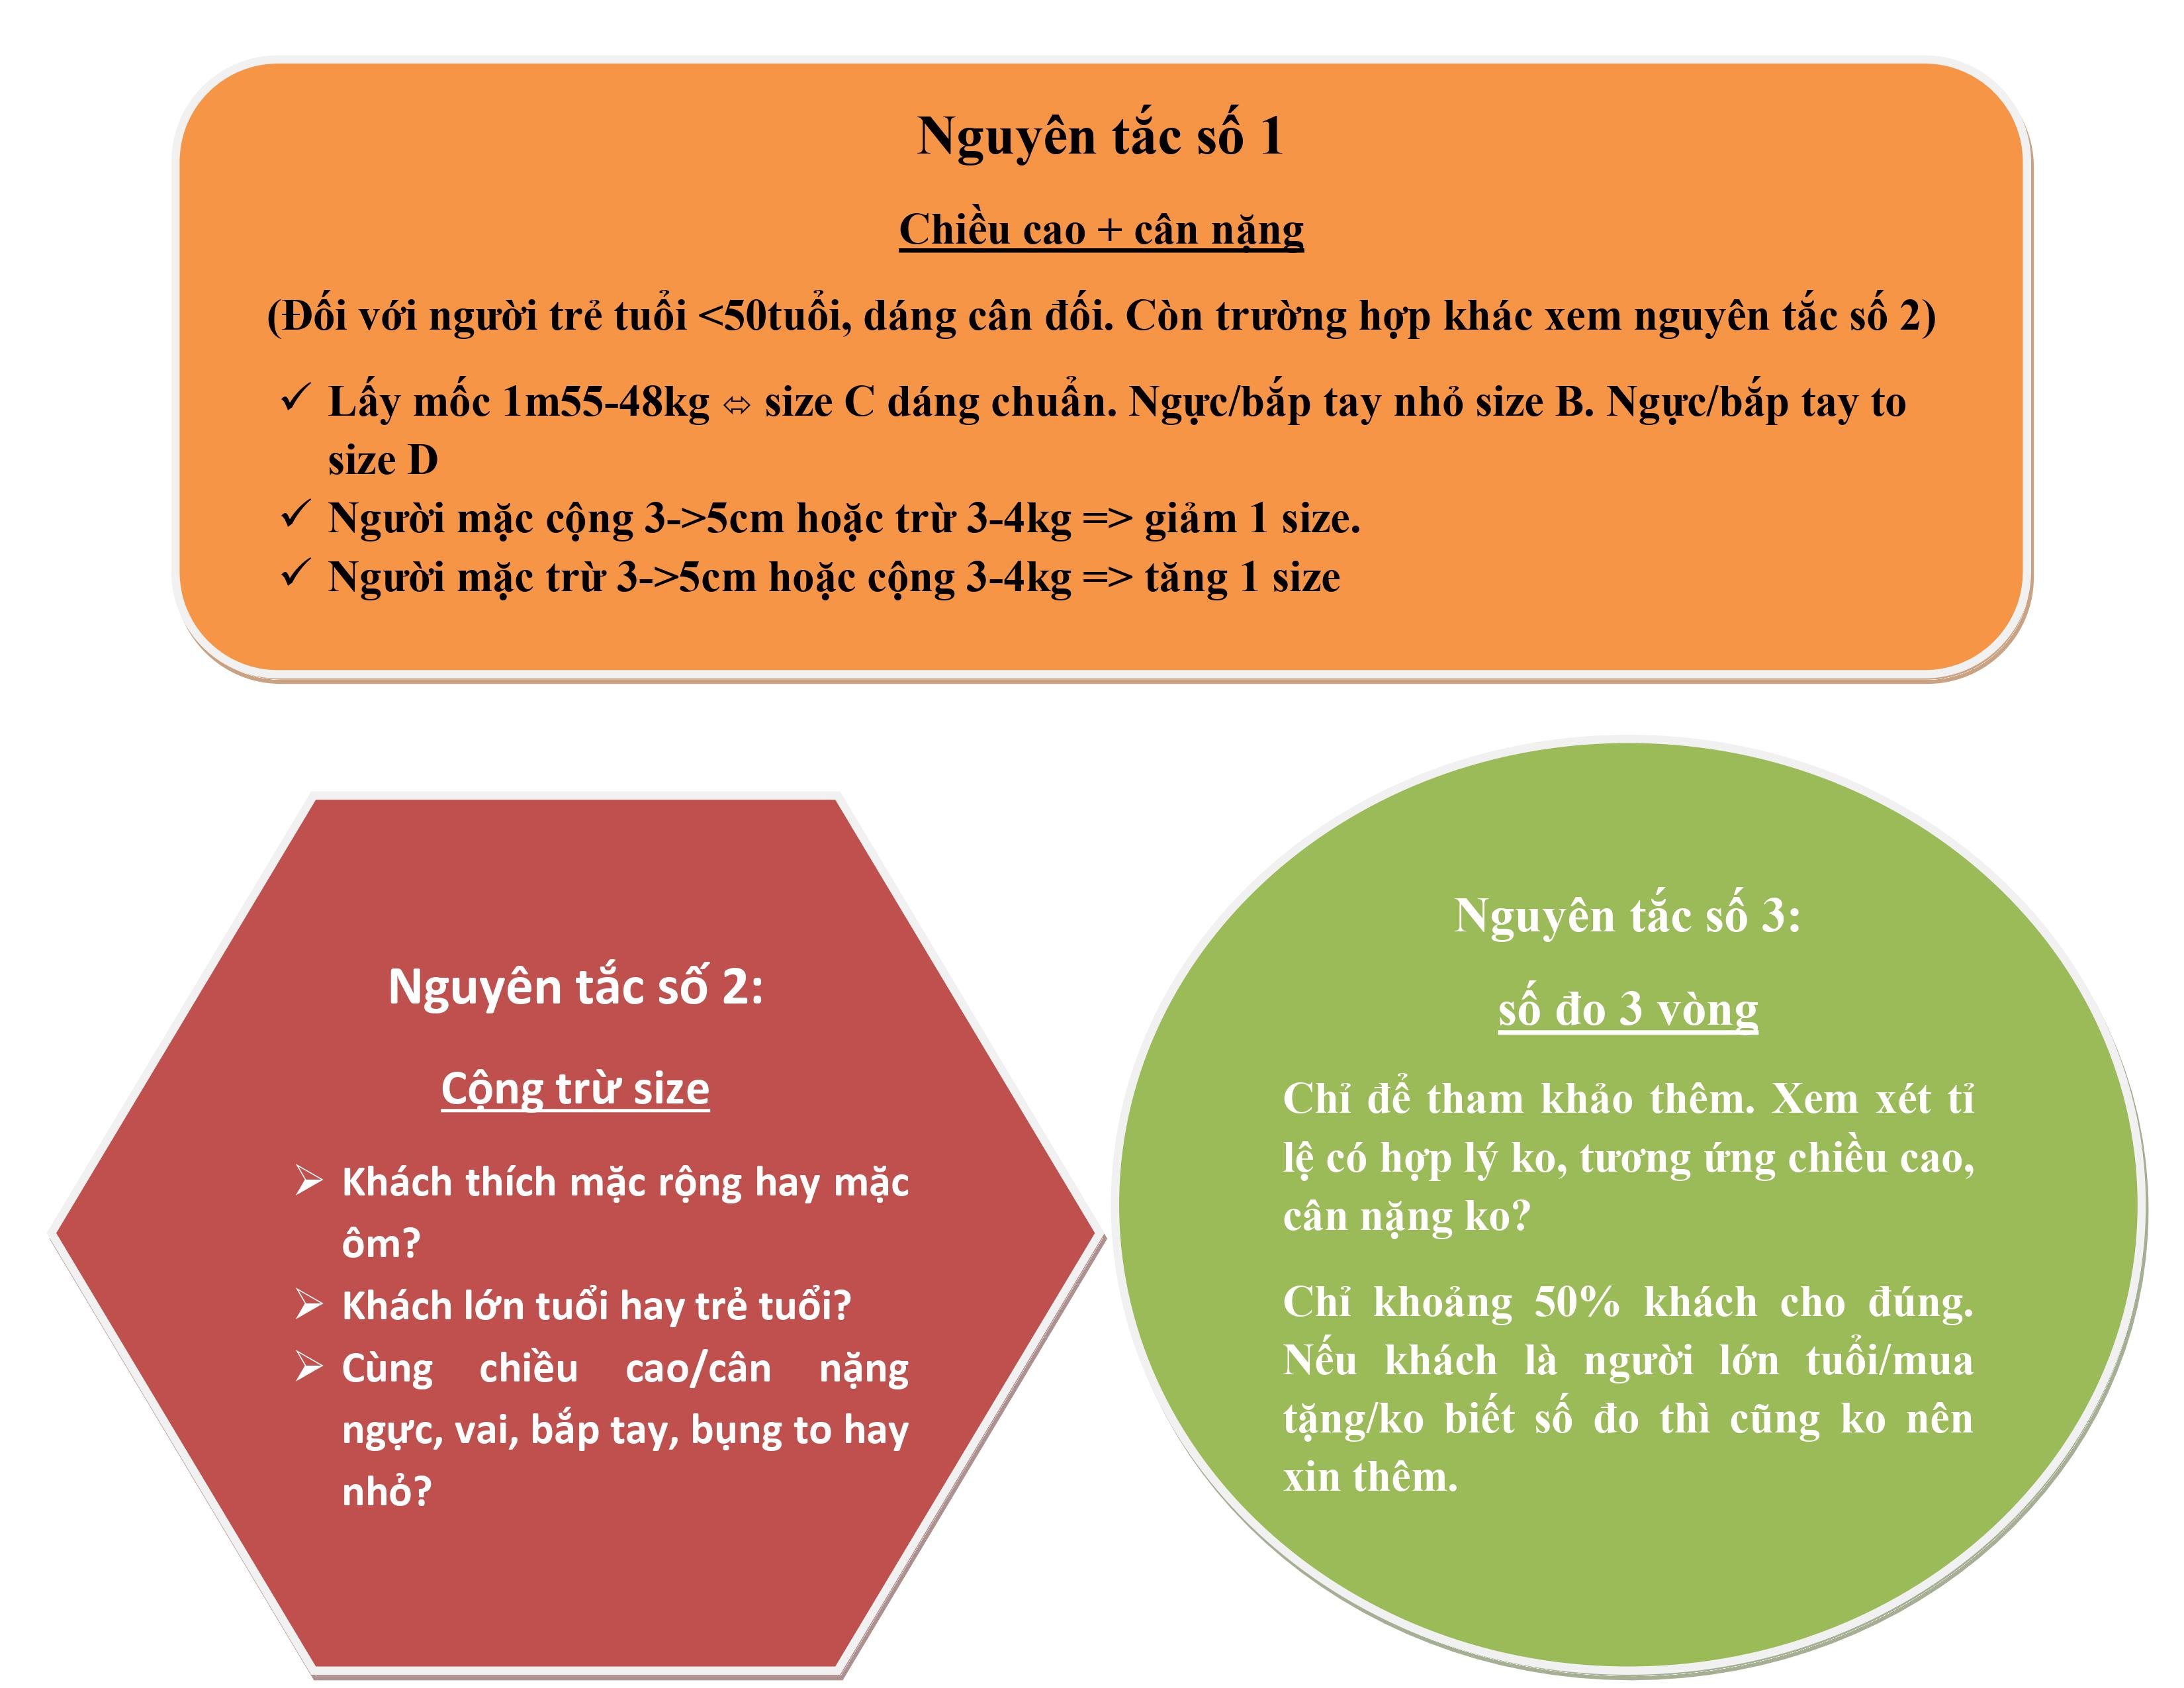 Nguyên tắc số 1
Chiều cao + cân nặng
(Đối với người trẻ tuổi <50tuổi, dáng cân đối. Còn trường hợp khác xem nguyên tắc số 2)
✓ Lấy mốc 1m55-48kg ⬄ size C dáng chuẩn. Ngực/bắp tay nhỏ size B. Ngực/bắp tay to
size D
✓ Người mặc cộng 3->5cm hoặc trừ 3-4kg => giảm 1 size.
✓ Người mặc trừ 3->5cm hoặc cộng 3-4kg => tăng 1 size
Nguyên tắc số 2:
Cộng trừ size
➢ Khách thích mặc rộng hay mặc
ôm?
➢ Khách lớn tuổi hay trẻ tuổi?
➢ Cùng chiều cao/cân nặng
ngực, vai, bắp tay, bụng to hay
nhỏ?
Nguyên tắc số 3:
số đo 3 vòng
Chỉ để tham khảo thêm. Xem xét tỉ
lệ có hợp lý ko, tương ứng chiều cao,
cân nặng ko?
Chỉ khoảng 50% khách cho đúng.
Nếu khách là người lớn tuổi/mua
tặng/ko biết số đo thì cũng ko nên
xin thêm.